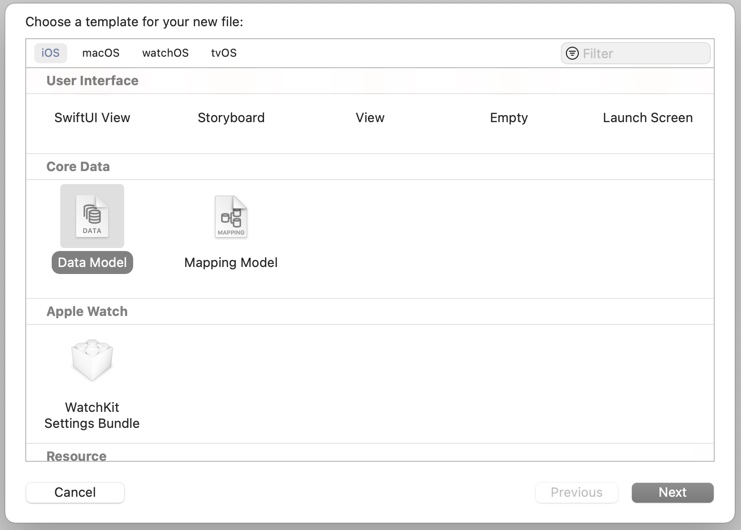 Choose a template for your new file:
iOS macOS watchOS tvOS Filter
User Interface
SwiftUI View Storyboard View Empty Launch Screen
Core Data
DATA MAPPING
Data Model Mapping Model
Apple Watch
WatchKit
Settings Bundle
Resource
Cancel Previous Next